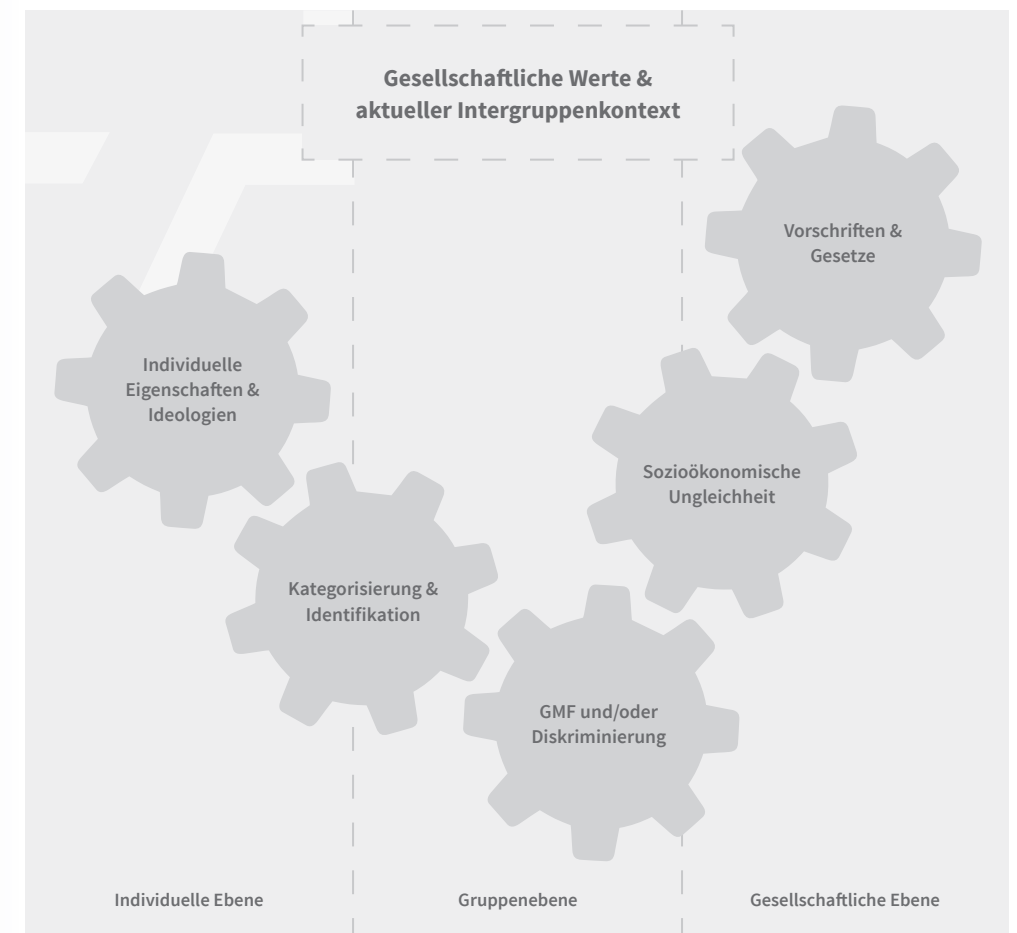 Gesellschaftliche Werte &
aktueller Intergruppenkontext
Vorschriften &
Gesetze
Individuelle
Eigenschaften &
Ideologien
Sozioökonomische
Ungleichheit
Kategorisierung &
Identifikation
GMF und/oder
Diskriminierung
Individuelle Ebene
Gruppenebene
Gesellschaftliche Ebene